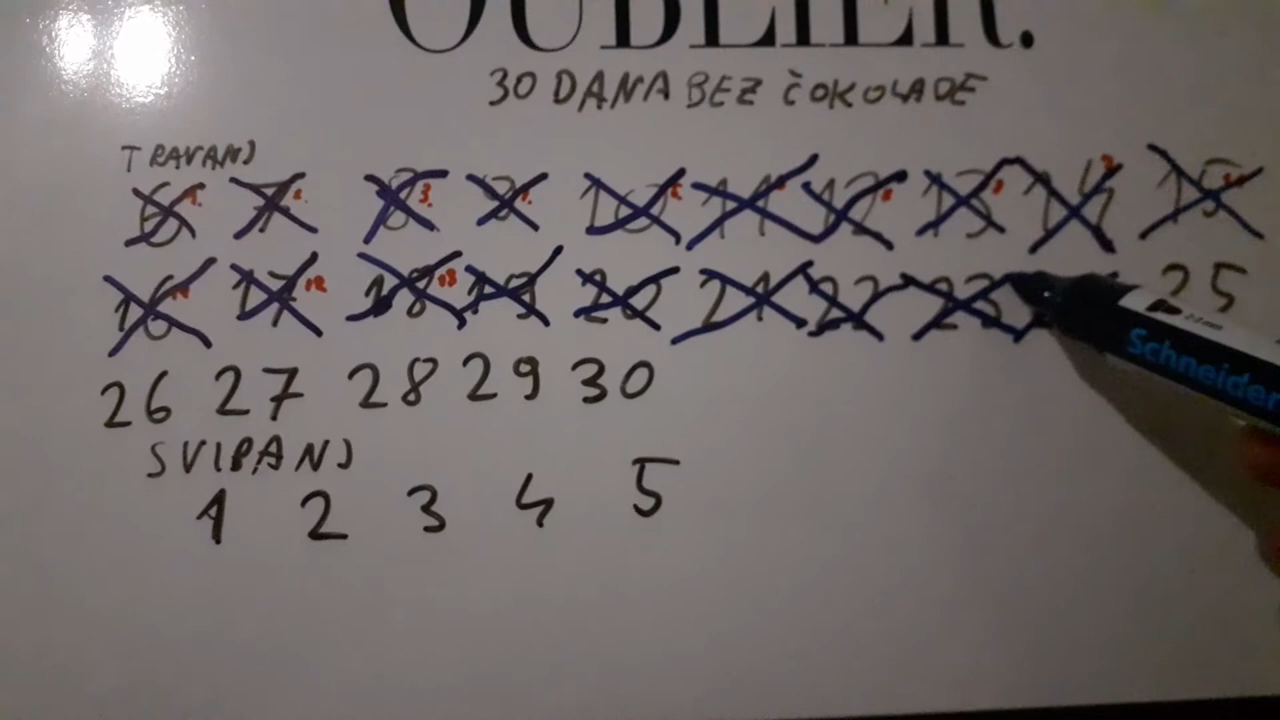 OUBLIER.
30 DANA BEZ ČOKOLADE
TRAVANJ
6 7 8 9 10 11 12 13 14 15
16 17 18 19 20 21 22 23 25
26 27 28 29 30
SVIBANJ
1 2 3 4 5
Schneider